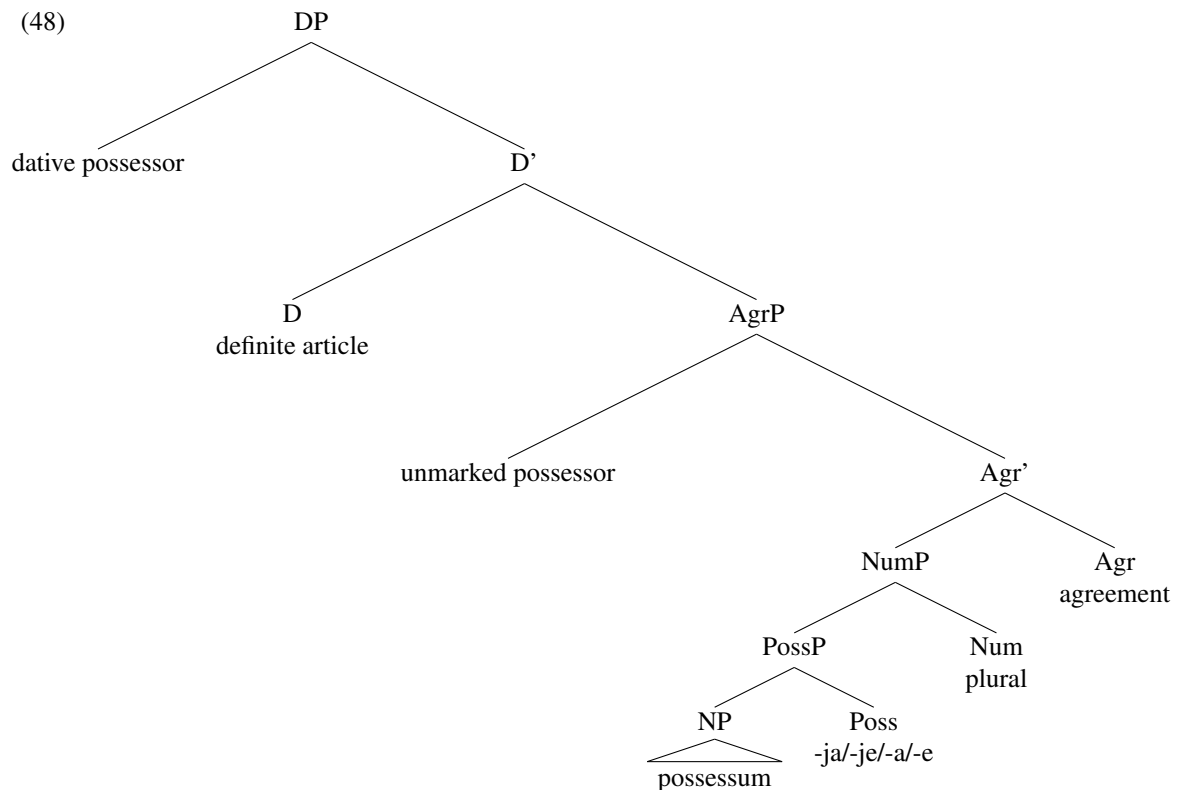 (48)
DP
dative possessor
D’
D
definite article
AgrP
unmarked possessor
Agr’
NumP
Agr
agreement
PossP
Num
plural
NP
Poss
-ja/-je/-a/-e
possessum